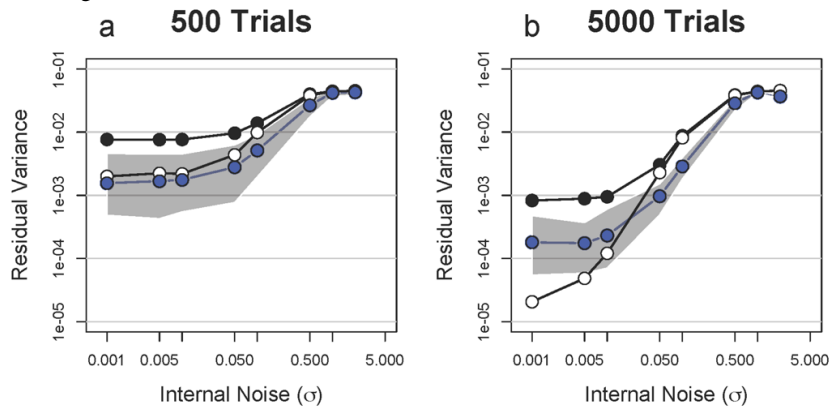 a 500 Trials
Residual Variance
1e-01
1e-02
1e-03
1e-04
1e-05
0.001 0.005 0.050 0.500 5.000
Internal Noise (σ)
b 5000 Trials
Residual Variance
1e-01
1e-02
1e-03
1e-04
1e-05
0.001 0.005 0.050 0.500 5.000
Internal Noise (σ)